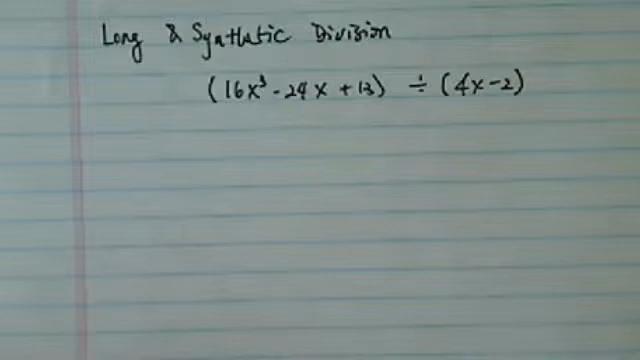 Long & Synthetic Division
(16x³ - 24x + 13) ÷ (4x - 2)